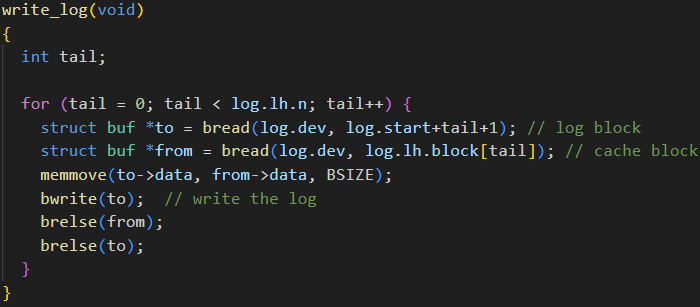 write_log(void)
{
  int tail;

  for (tail = 0; tail < log.lh.n; tail++) {
    struct buf *to = bread(log.dev, log.start+tail+1); // log block
    struct buf *from = bread(log.dev, log.lh.block[tail]); // cache block
    memmove(to->data, from->data, BSIZE);
    bwrite(to);  // write the log
    brelse(from);
    brelse(to);
  }
}